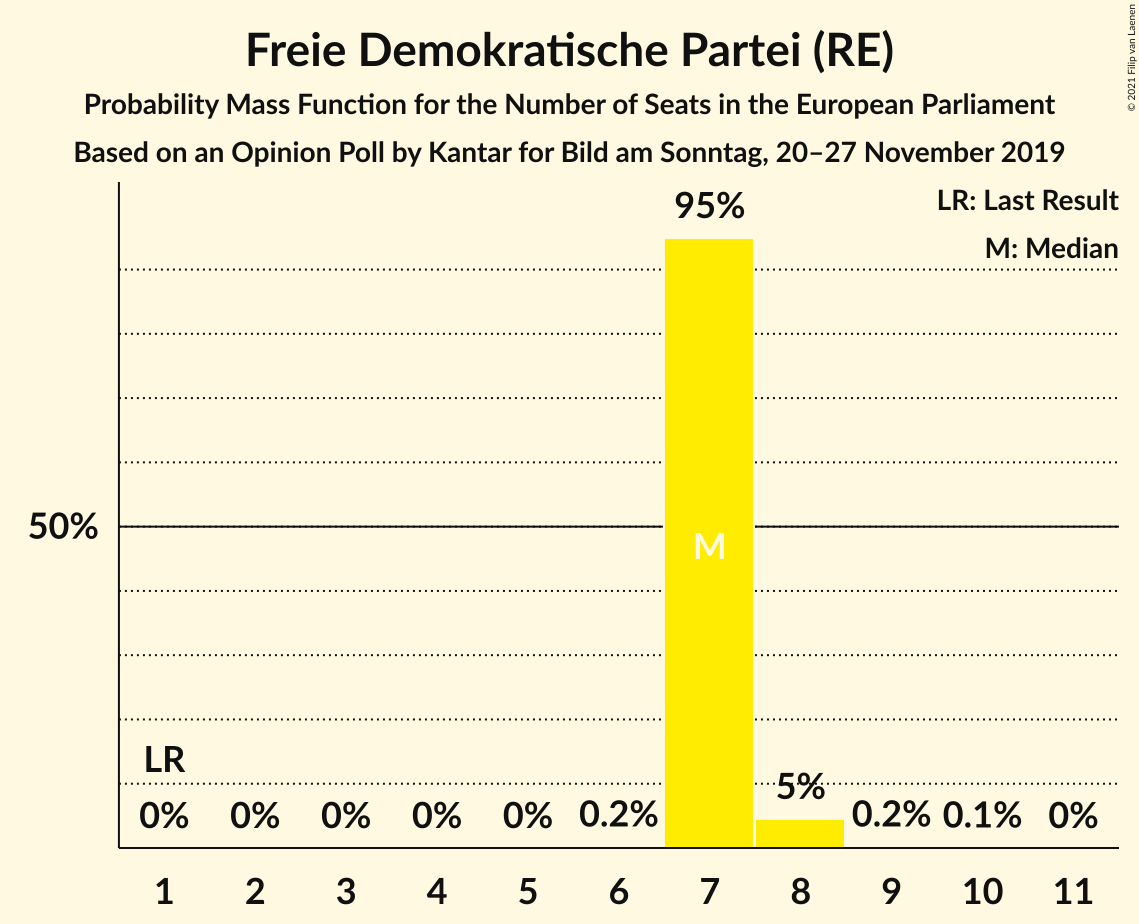 Freie Demokratische Partei (RE)
Probability Mass Function for the Number of Seats in the European Parliament
Based on an Opinion Poll by Kantar for Bild am Sonntag, 20–27 November 2019
© 2021 Filip van Laenen
LR: Last Result
M: Median
95%
50%
M
LR
5%
0% 0% 0% 0% 0% 0.2% 0.2% 0.1% 0%
1 2 3 4 5 6 7 8 9 10 11